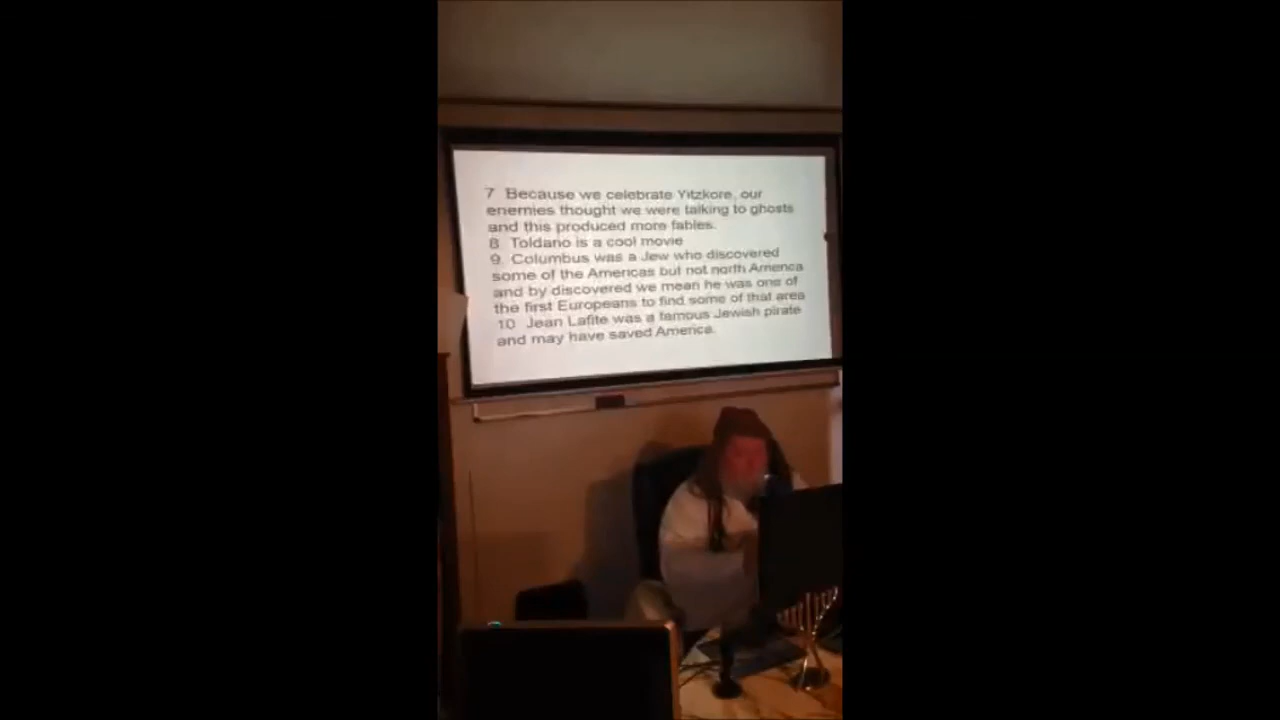 7 Because we celebrate Yitzkore, our
enemies thought we were talking to ghosts
and this produced more fables.
8 Toldano is a cool movie
9 Columbus was a Jew who discovered
some of the Americas but not north America
and by discovered we mean he was one of
the first Europeans to find some of that area
10 Jean Lafite was a famous Jewish pirate
and may have saved America.